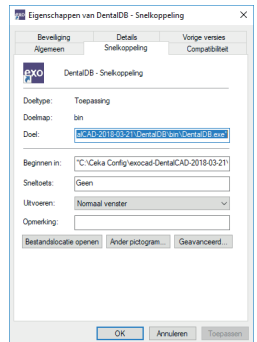 Eigenschappen van DentalDB - Snelkoppeling
Beveiliging Details Vorige versies
Algemeen Snelkoppeling Compatibiliteit
exo DentalDB - Snelkoppeling
Doeltype: Toepassing
Doelmap: bin
Doel: alCAD-2018-03-21\DentalDB\bin\DentalDB.exe"
Beginnen in: "C:\Ceka Config\exocad-DentalCAD-2018-03-21\
Sneltoets: Geen
Uitvoeren: Normaal venster
Opmerking:
Bestandslocatie openen Ander pictogram... Geavanceerd...
OK Annuleren Toepassen